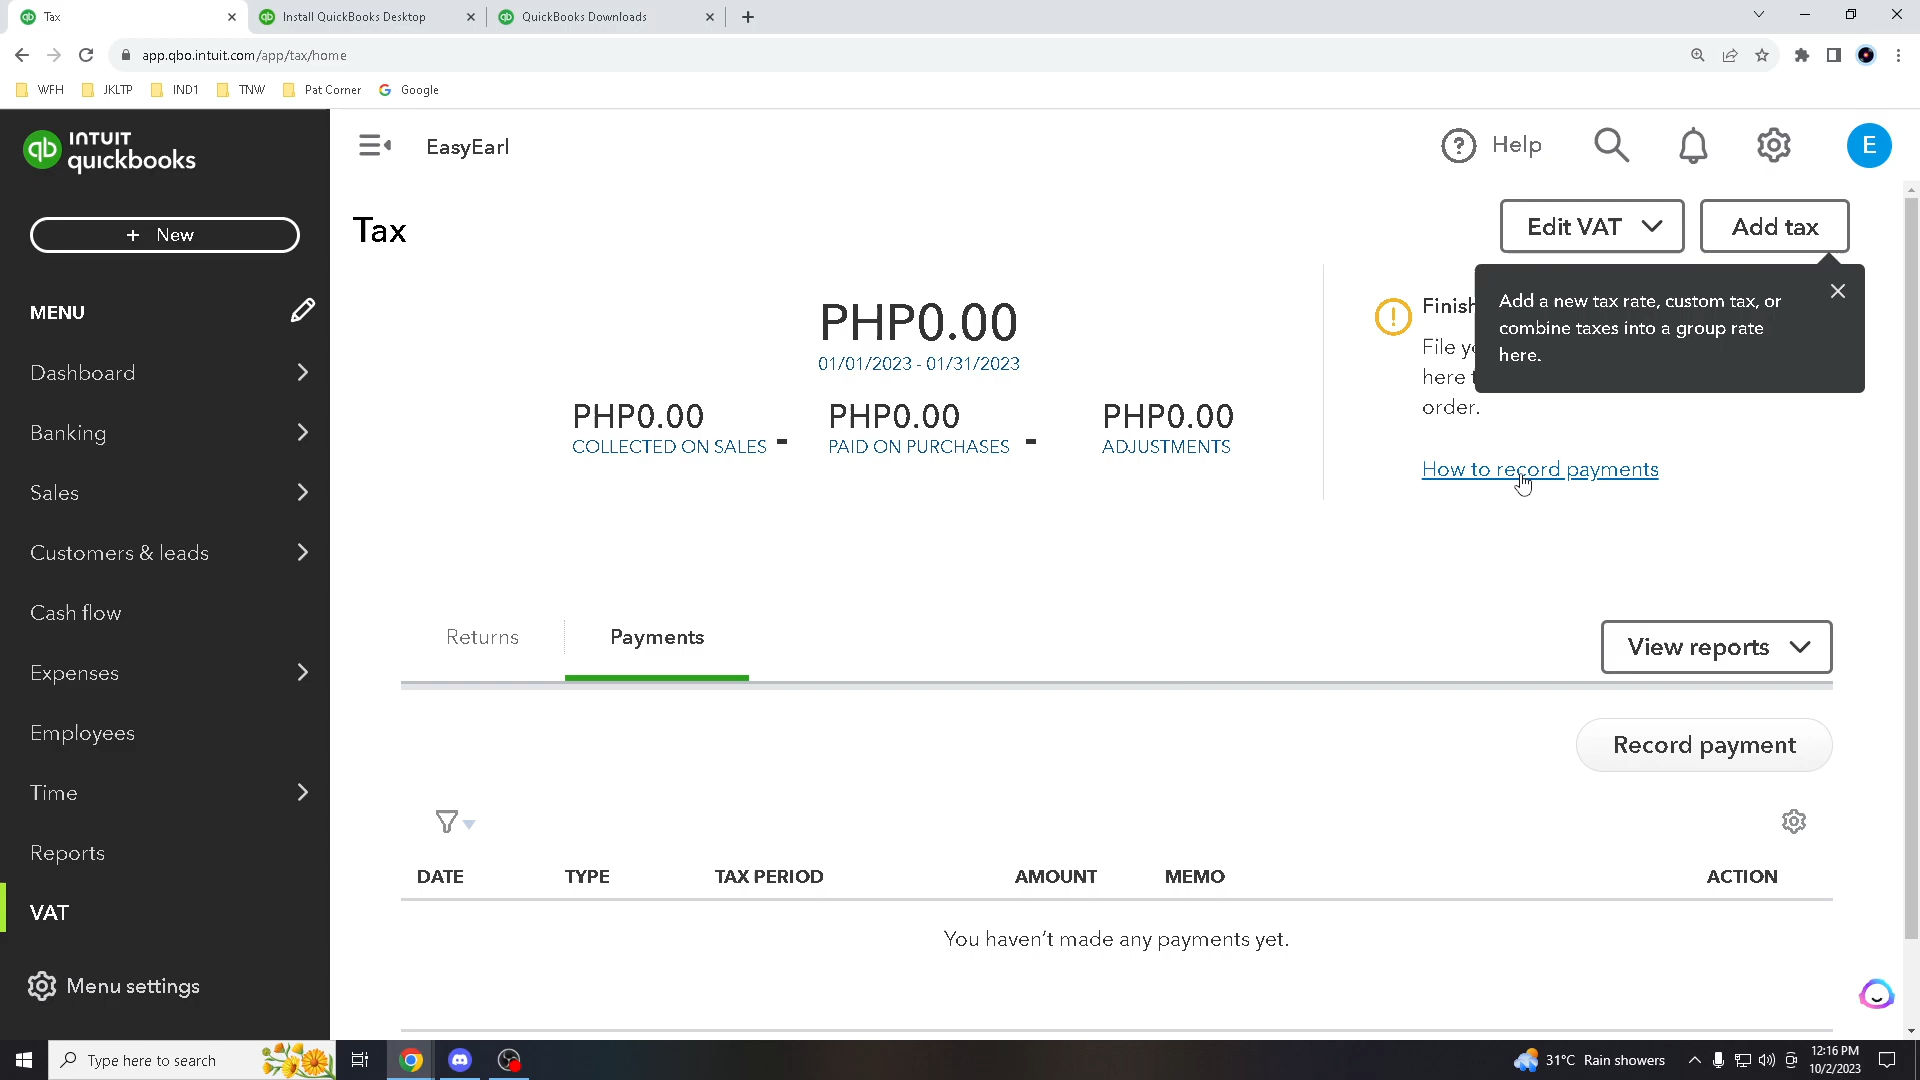 Tax
Install QuickBooks Desktop
QuickBooks Downloads
app.qbo.intuit.com/app/tax/home
WFH
JKLTP
IND1
TNW
Pat Corner
Google
INTUIT
quickbooks
EasyEarl
Help
E
+ New
Tax
Edit VAT
Add tax
MENU
PHP0.00
01/01/2023 - 01/31/2023
Finish
File yo
here t
order.
Add a new tax rate, custom tax, or
combine taxes into a group rate
here.
Dashboard
Banking
Sales
Customers & leads
Cash flow
Expenses
Employees
Time
Reports
VAT
Menu settings
PHP0.00
COLLECTED ON SALES
-
PHP0.00
PAID ON PURCHASES
-
PHP0.00
ADJUSTMENTS
How to record payments
Returns
Payments
View reports
Record payment
DATE
TYPE
TAX PERIOD
AMOUNT
MEMO
ACTION
You haven't made any payments yet.
Type here to search
31°C Rain showers
12:16 PM
10/2/2023